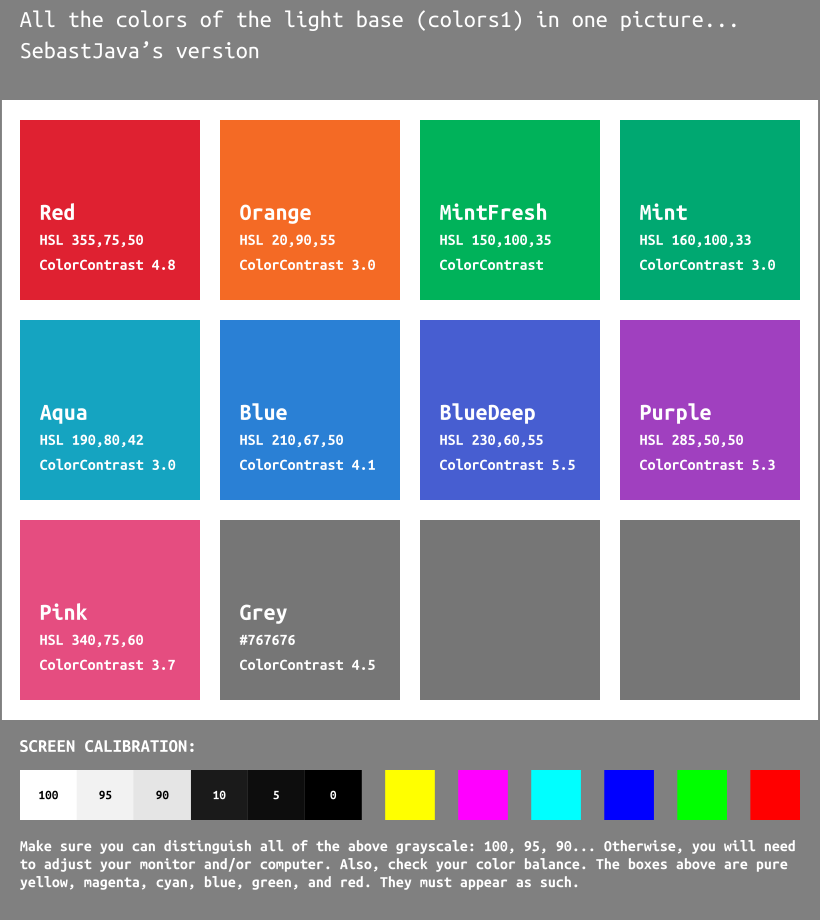 All the colors of the light base (colors1) in one picture...
SebastJava’s version
Red
HSL 355,75,50
ColorContrast 4.8
Orange
HSL 20,90,55
ColorContrast 3.0
MintFresh
HSL 150,100,35
ColorContrast
Mint
HSL 160,100,33
ColorContrast 3.0
Aqua
HSL 190,80,42
ColorContrast 3.0
Blue
HSL 210,67,50
ColorContrast 4.1
BlueDeep
HSL 230,60,55
ColorContrast 5.5
Purple
HSL 285,50,50
ColorContrast 5.3
Pink
HSL 340,75,60
ColorContrast 3.7
Grey
#767676
ColorContrast 4.5
SCREEN CALIBRATION:
100 95 90 10 5 0
Make sure you can distinguish all of the above grayscale: 100, 95, 90... Otherwise, you will need
to adjust your monitor and/or computer. Also, check your color balance. The boxes above are pure
yellow, magenta, cyan, blue, green, and red. They must appear as such.